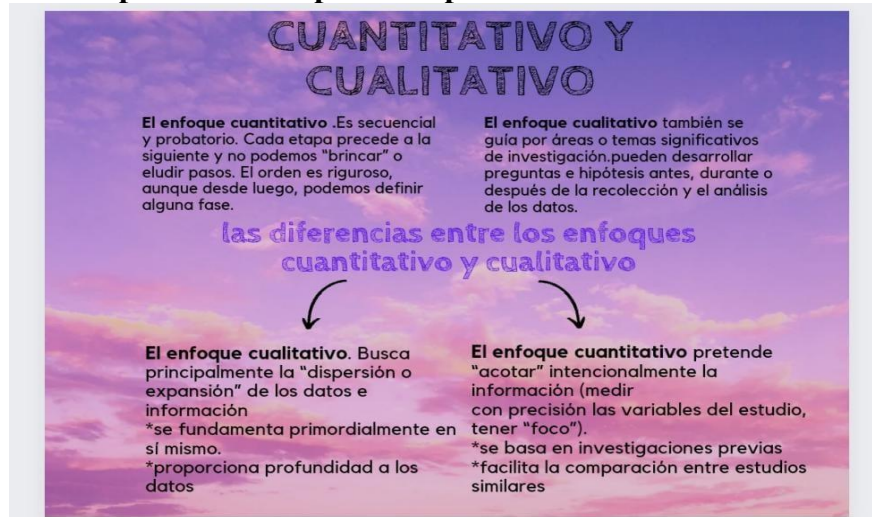 CUANTITATIVO Y
CUALITATIVO
El enfoque cuantitativo .Es secuencial
y probatorio. Cada etapa precede a la
siguiente y no podemos “brincar” o
eludir pasos. El orden es riguroso,
aunque desde luego, podemos definir
alguna fase.
El enfoque cualitativo también se
guía por áreas o temas significativos
de investigación.pueden desarrollar
preguntas e hipótesis antes, durante o
después de la recolección y el análisis
de los datos.
las diferencias entre los enfoques
cuantitativo y cualitativo
El enfoque cualitativo. Busca
principalmente la “dispersión o
expansión” de los datos e
información
*se fundamenta primordialmente en
sí mismo.
*proporciona profundidad a los
datos
El enfoque cuantitativo pretende
“acotar” intencionalmente la
información (medir
con precisión las variables del estudio,
tener “foco”).
*se basa en investigaciones previas
*facilita la comparación entre estudios
similares